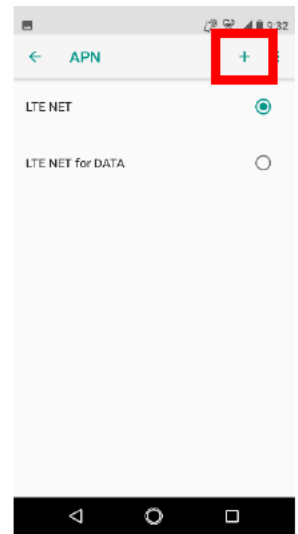 9:32
← APN +
LTE NET
LTE NET for DATA